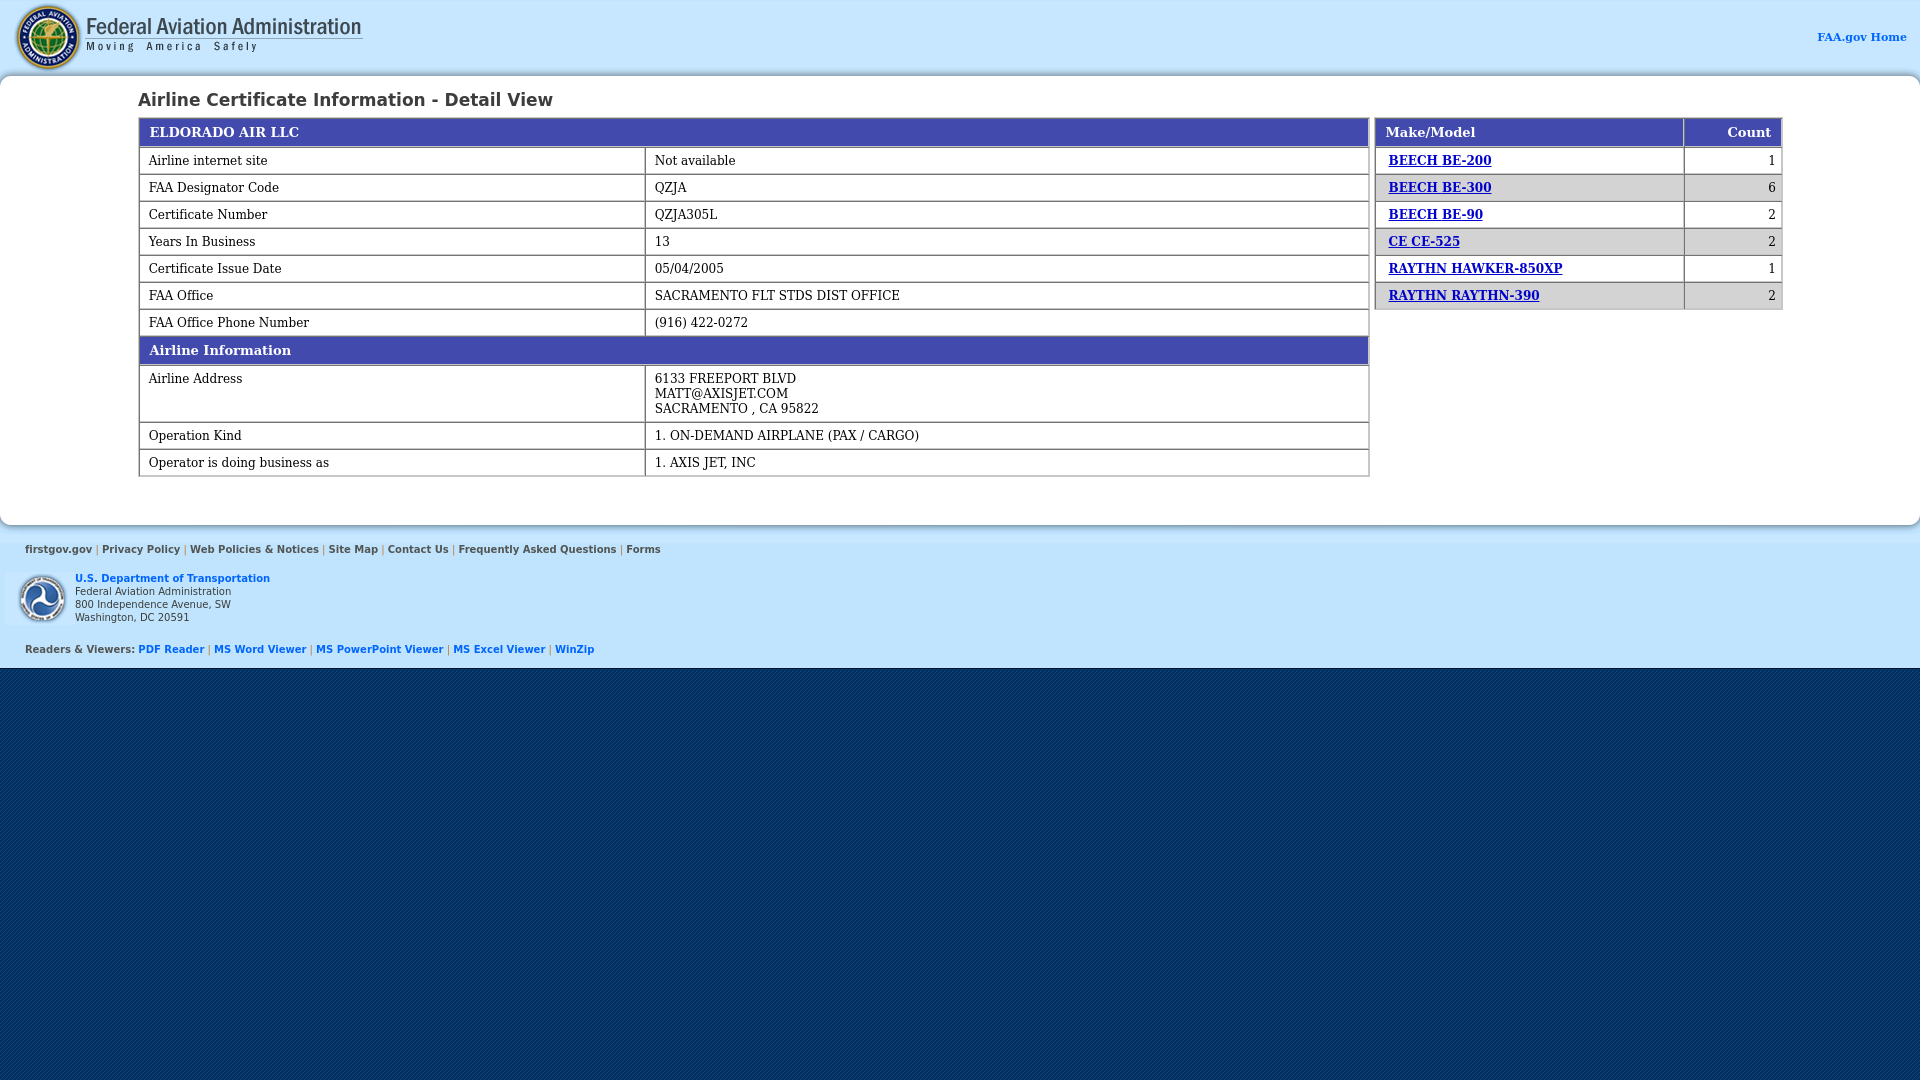 Federal Aviation Administration
Moving America Safely
FAA.gov Home
Airline Certificate Information - Detail View
ELDORADO AIR LLC
Airline internet site Not available
FAA Designator Code QZJA
Certificate Number QZJA305L
Years In Business 13
Certificate Issue Date 05/04/2005
FAA Office SACRAMENTO FLT STDS DIST OFFICE
FAA Office Phone Number (916) 422-0272
Airline Information
Airline Address 6133 FREEPORT BLVD
MATT@AXISJET.COM
SACRAMENTO , CA 95822
Operation Kind 1. ON-DEMAND AIRPLANE (PAX / CARGO)
Operator is doing business as 1. AXIS JET, INC
Make/Model Count
BEECH BE-200 1
BEECH BE-300 6
BEECH BE-90 2
CE CE-525 2
RAYTHN HAWKER-850XP 1
RAYTHN RAYTHN-390 2
firstgov.gov | Privacy Policy | Web Policies & Notices | Site Map | Contact Us | Frequently Asked Questions | Forms
U.S. Department of Transportation
Federal Aviation Administration
800 Independence Avenue, SW
Washington, DC 20591
Readers & Viewers: PDF Reader | MS Word Viewer | MS PowerPoint Viewer | MS Excel Viewer | WinZip